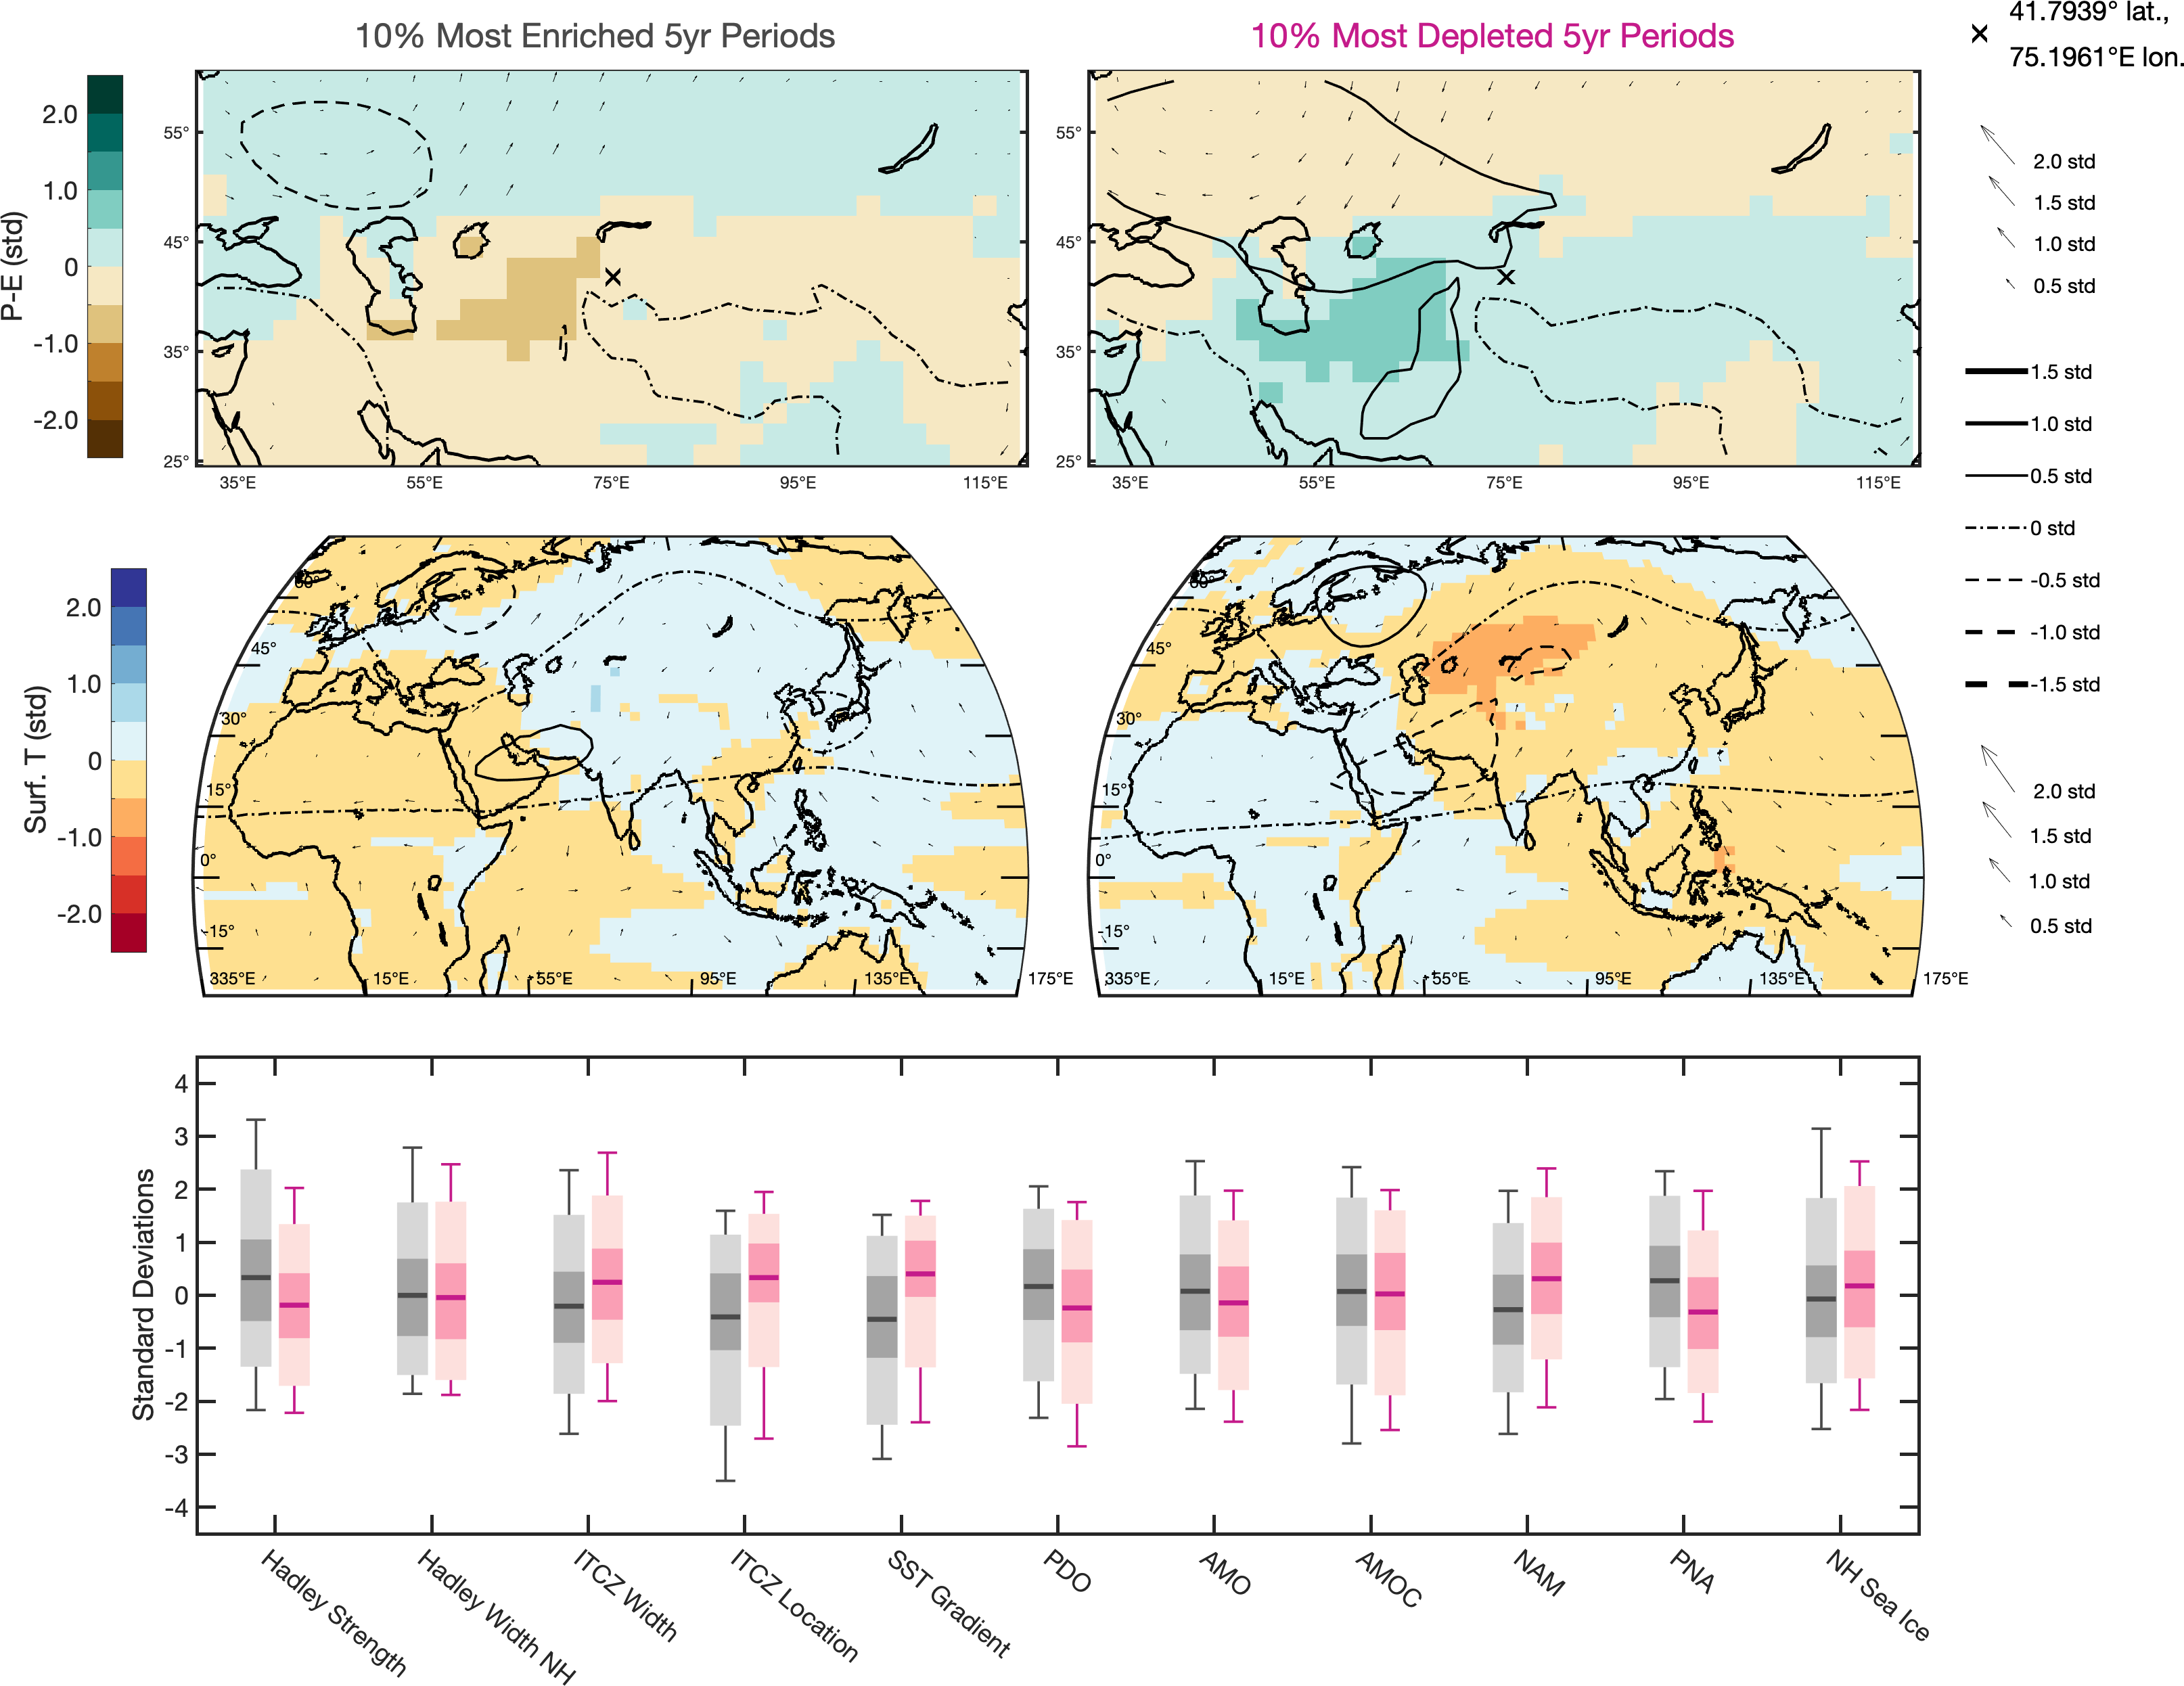 10% Most Enriched 5yr Periods
10% Most Depleted 5yr Periods
41.7939° lat.,
75.1961°E lon.
P-E (std)
2.0
1.0
0
-1.0
-2.0
55°
45°
35°
25°
35°E 55°E 75°E 95°E 115°E
55°
45°
35°
25°
35°E 55°E 75°E 95°E 115°E
2.0 std
1.5 std
1.0 std
0.5 std
1.5 std
1.0 std
0.5 std
0 std
-0.5 std
-1.0 std
-1.5 std
Surf. T (std)
2.0
1.0
0
-1.0
-2.0
60°
45°
30°
15°
0°
-15°
335°E 15°E 55°E 95°E 135°E 175°E
60°
45°
30°
15°
0°
-15°
335°E 15°E 55°E 95°E 135°E 175°E
2.0 std
1.5 std
1.0 std
0.5 std
Standard Deviations
4
3
2
1
0
-1
-2
-3
-4
Hadley Strength
Hadley Width NH
ITCZ Width
ITCZ Location
SST Gradient
PDO
AMO
AMOC
NAM
PNA
NH Sea Ice